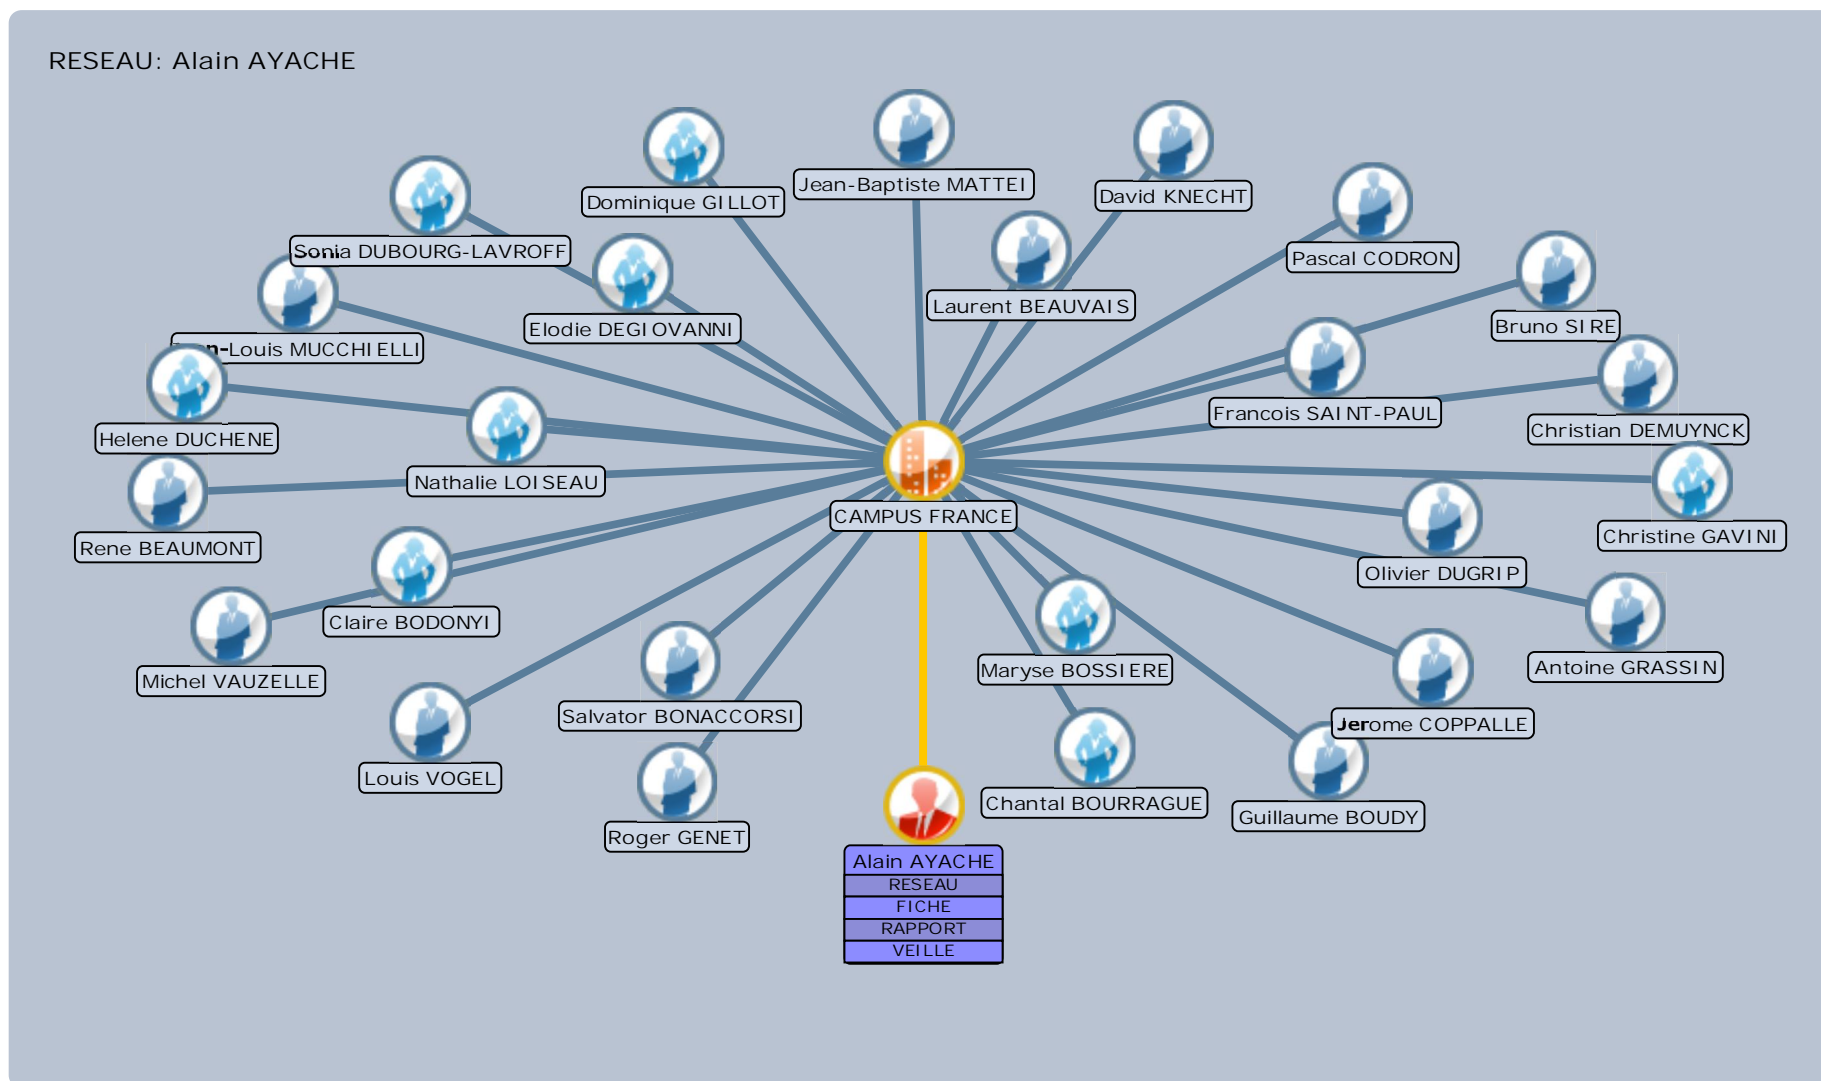 RESEAU: Alain AYACHE
Jean-Baptiste MATTEI
David KNECHT
Dominique GILLOT
Sonia DUBOURG-LAVROFF
Pascal CODRON
Laurent BEAUVAIS
Elodie DEGIOVANNI
Bruno SIRE
Jean-Louis MUCCHIELLI
Francois SAINT-PAUL
Christian DEMUYNCK
Helene DUCHENE
Nathalie LOISEAU
CAMPUS FRANCE
Christine GAVINI
Rene BEAUMONT
Olivier DUGRIP
Claire BODONYI
Antoine GRASSIN
Maryse BOSSIERE
Michel VAUZELLE
Salvator BONACCORSI
Jerome COPPALLE
Louis VOGEL
Chantal BOURRAGUE
Guillaume BOUDY
Roger GENET
Alain AYACHE
RESEAU
FICHE
RAPPORT
VEILLE